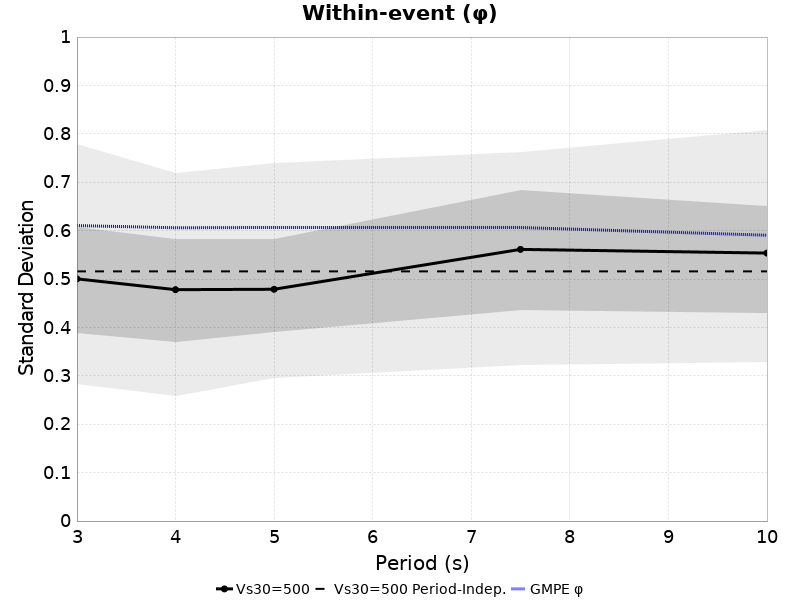 Within-event (φ)
1
0.9
0.8
0.7
0.6
0.5
0.4
0.3
0.2
0.1
0
Standard Deviation
3 4 5 6 7 8 9 10
Period (s)
Vs30=500 Vs30=500 Period-Indep. GMPE φ